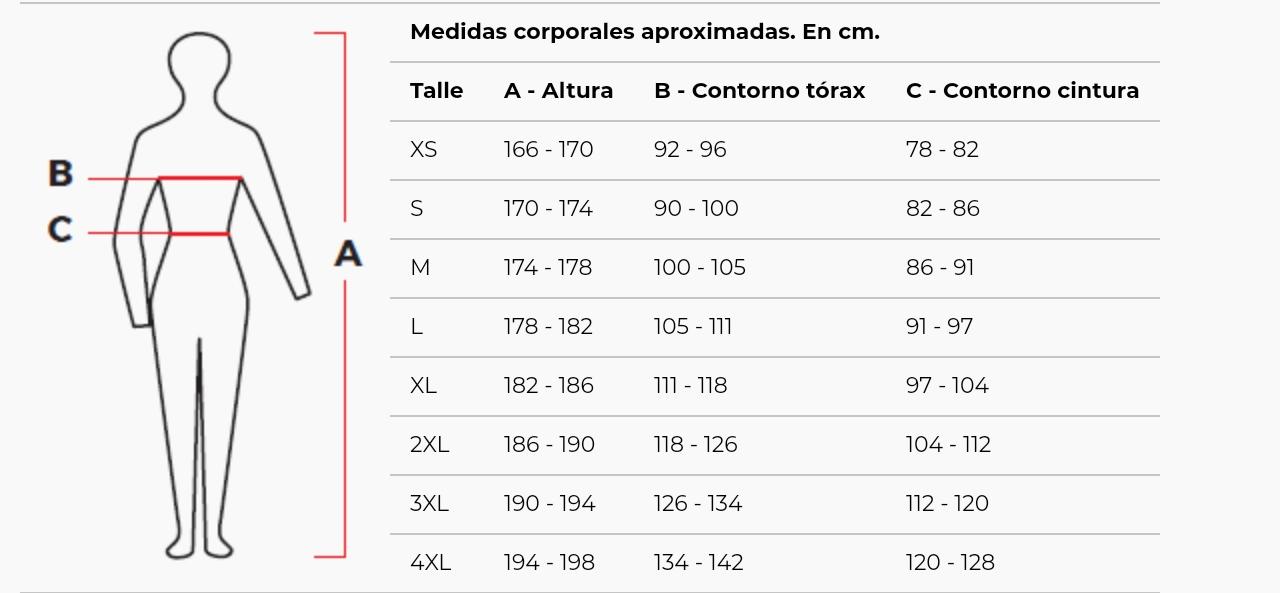 Medidas corporales aproximadas. En cm.
Talle A - Altura B - Contorno tórax C - Contorno cintura
XS 166 - 170 92 - 96 78 - 82
S 170 - 174 90 - 100 82 - 86
M 174 - 178 100 - 105 86 - 91
L 178 - 182 105 - 111 91 - 97
XL 182 - 186 111 - 118 97 - 104
2XL 186 - 190 118 - 126 104 - 112
3XL 190 - 194 126 - 134 112 - 120
4XL 194 - 198 134 - 142 120 - 128
B
C
A